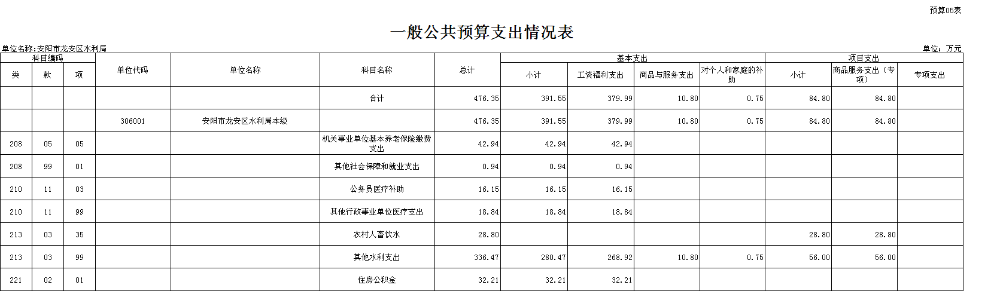 预算05表
一般公共预算支出情况表
单位名称:安阳市龙安区水利局 单位：万元
科目编码 单位代码 单位名称 科目名称 总计 基本支出 项目支出
类 款 项 小计 工资福利支出 商品与服务支出 对个人和家庭的补助 小计 商品服务支出（专项） 专项支出
合计 476.35 391.55 379.99 10.80 0.75 84.80 84.80
306001 安阳市龙安区水利局本级 476.35 391.55 379.99 10.80 0.75 84.80 84.80
208 05 05 机关事业单位基本养老保险缴费支出 42.94 42.94 42.94
208 99 01 其他社会保障和就业支出 0.94 0.94 0.94
210 11 03 公务员医疗补助 16.15 16.15 16.15
210 11 99 其他行政事业单位医疗支出 18.84 18.84 18.84
213 03 35 农村人畜饮水 28.80 28.80 28.80
213 03 99 其他水利支出 336.47 280.47 268.92 10.80 0.75 56.00 56.00
221 02 01 住房公积金 32.21 32.21 32.21